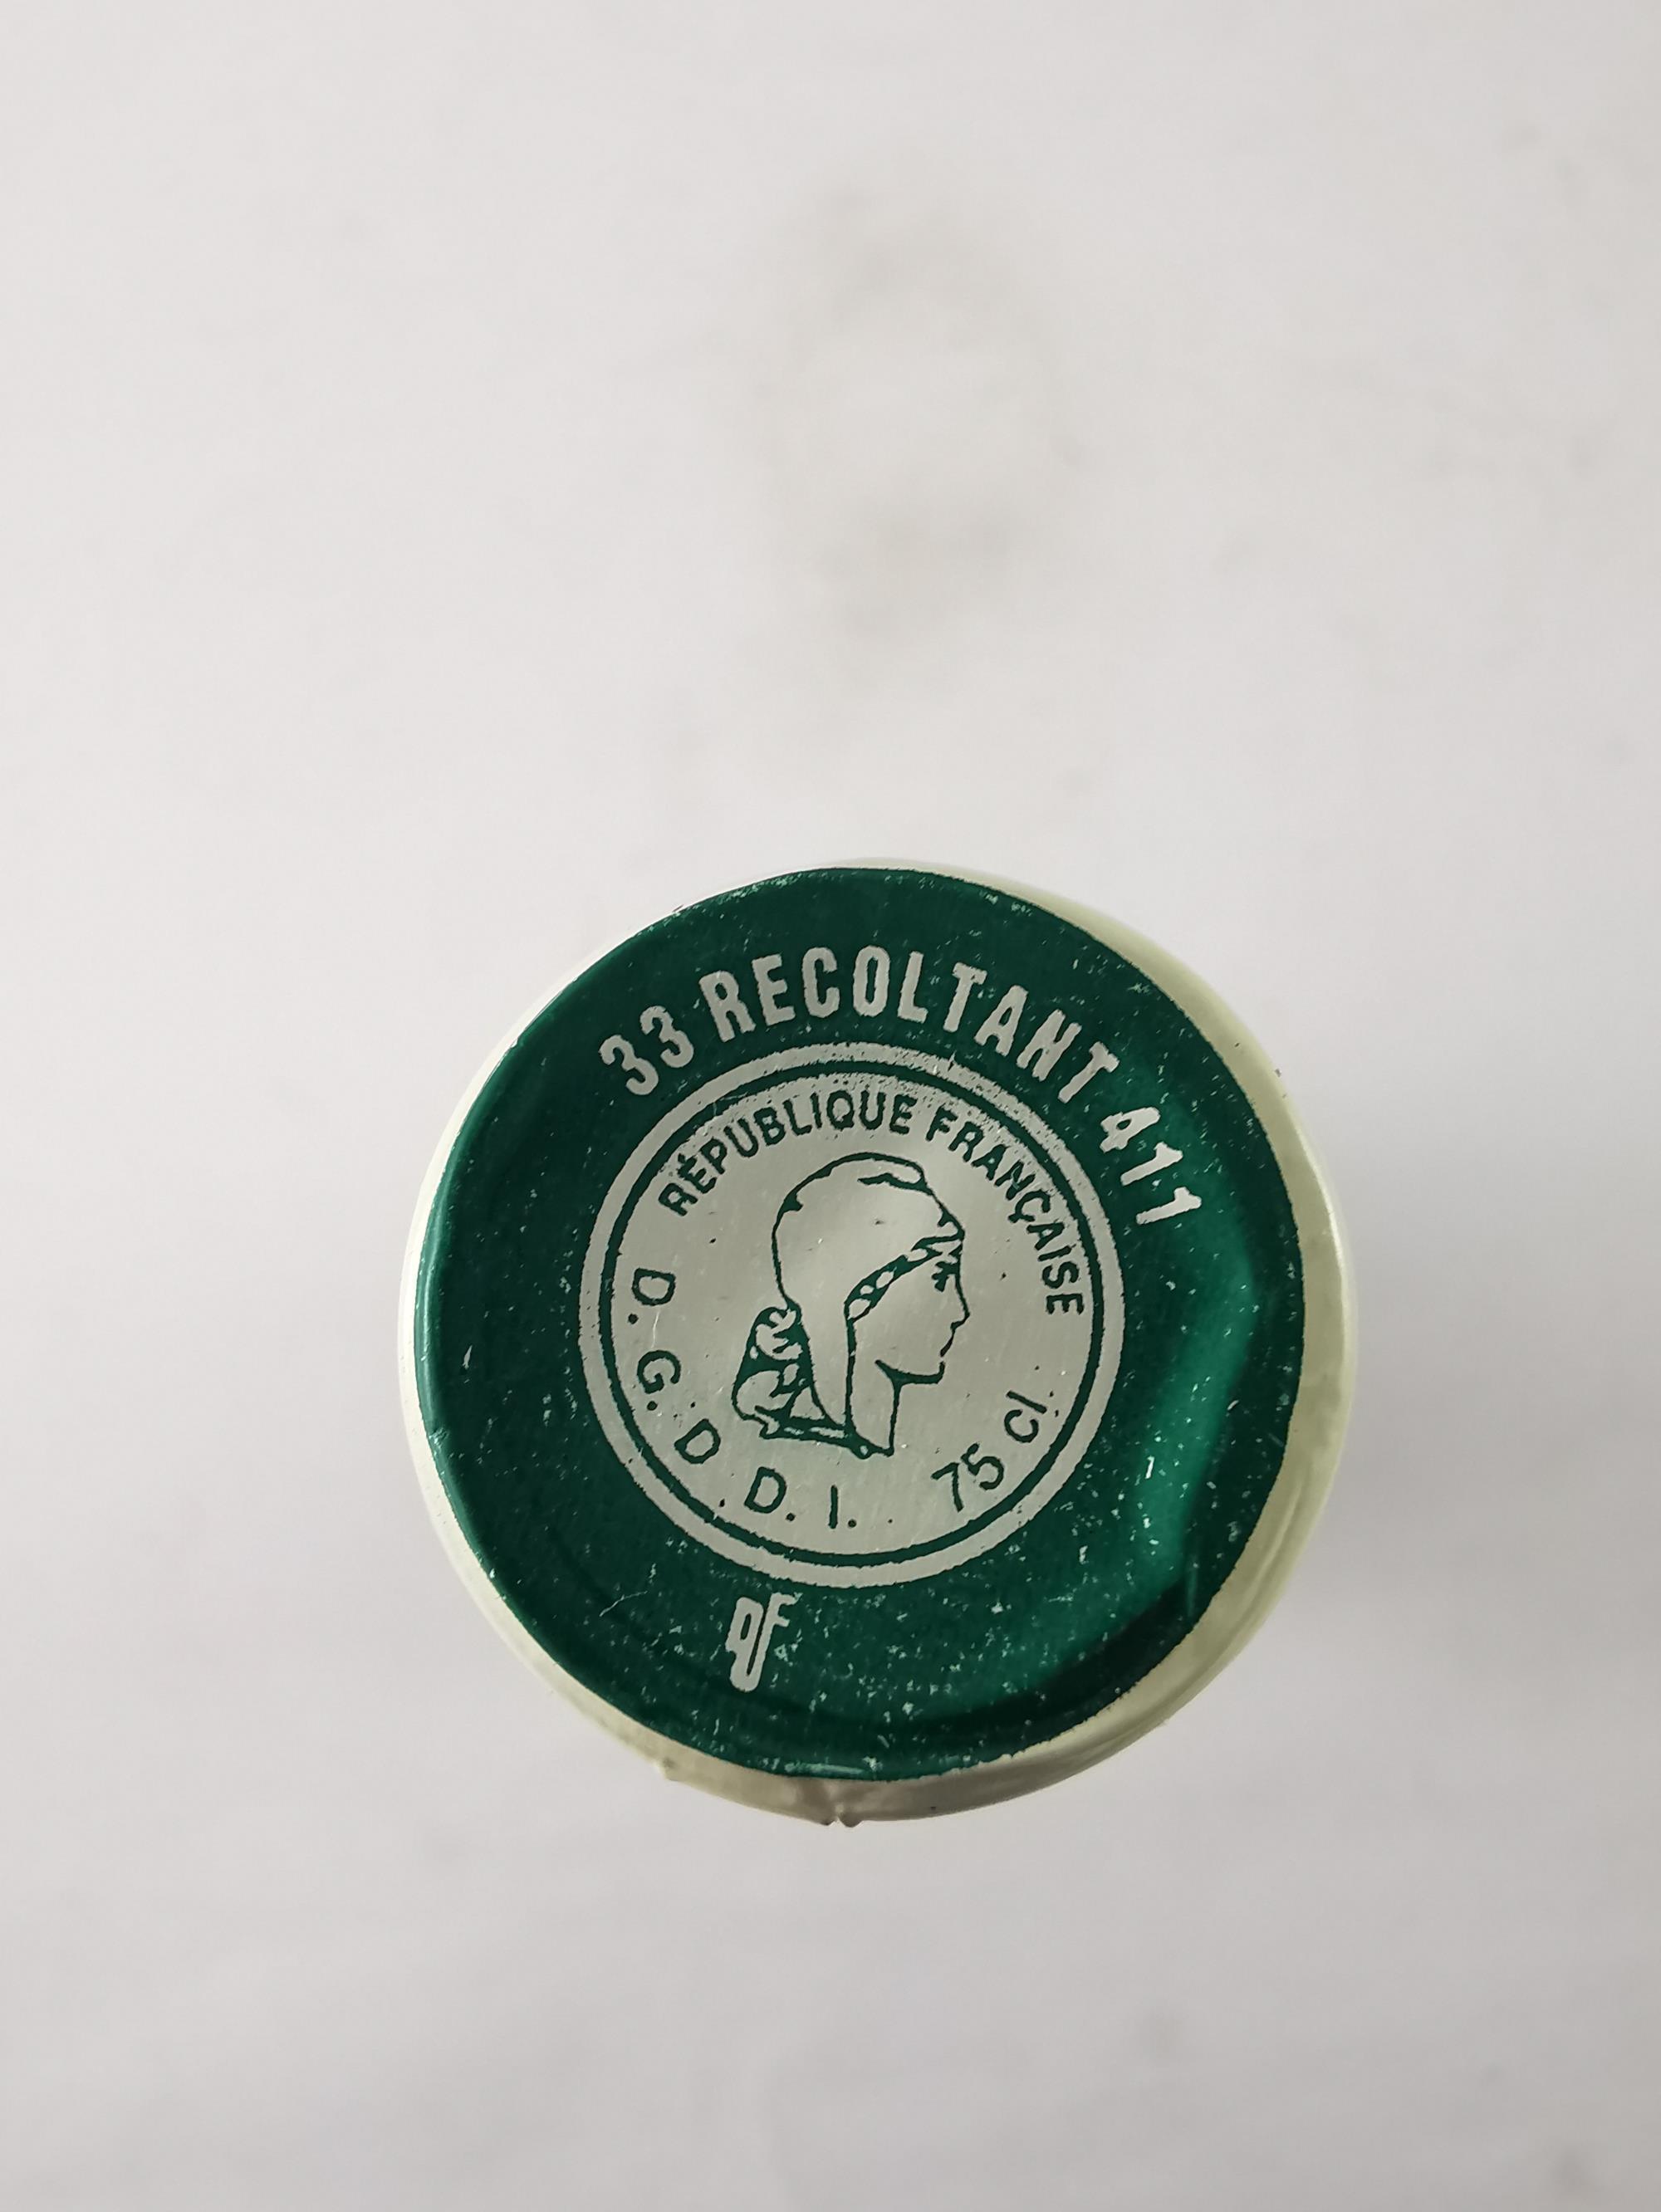 33 RECOLTANT 411
RÉPUBLIQUE FRANÇAISE
D.G.D D.I. 75 cl